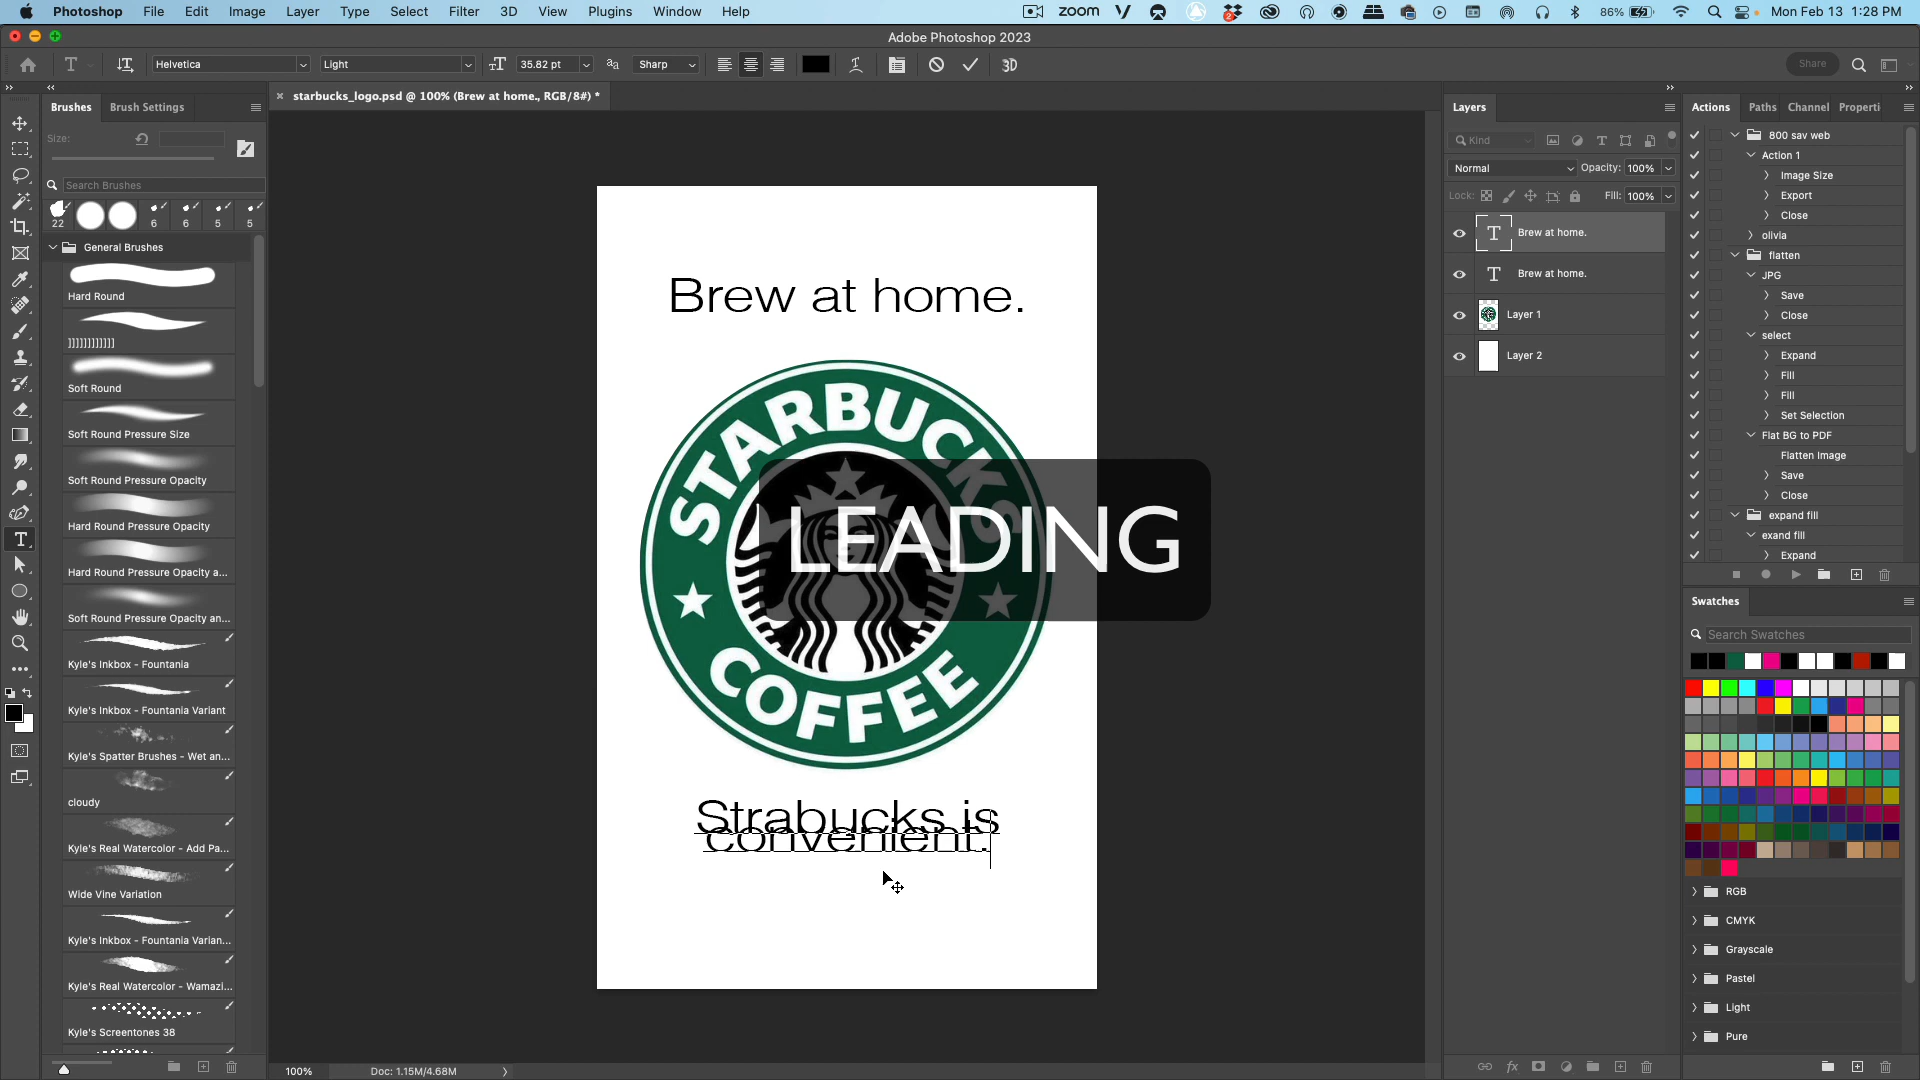 Photoshop File Edit Image Layer Type Select Filter 3D View Plugins Window Help
zoom 2 86% Mon Feb 13 1:28 PM
Adobe Photoshop 2023
T Helvetica Light 35.82 pt aa Sharp 3D Share
Brushes Brush Settings
Size:
Search Brushes
22 6 6 5 5
General Brushes
Hard Round
]]]]]]]]]]]]
Soft Round
Soft Round Pressure Size
Soft Round Pressure Opacity
Hard Round Pressure Opacity
Hard Round Pressure Opacity a...
Soft Round Pressure Opacity an...
Kyle's Inkbox - Fountania
Kyle's Inkbox - Fountania Variant
Kyle's Spatter Brushes - Wet an...
cloudy
Kyle's Real Watercolor - Add Pa...
Wide Vine Variation
Kyle's Inkbox - Fountania Varian...
Kyle's Real Watercolor - Wamazi...
Kyle's Screentones 38
starbucks_logo.psd @ 100% (Brew at home., RGB/8#) *
Brew at home.
STARBUCKS
LEADING
COFFEE
Strabucks is
convenient.
100% Doc: 1.15M/4.68M
Layers
Kind
Normal Opacity: 100%
Lock: Fill: 100%
Brew at home.
Brew at home.
Layer 1
Layer 2
fx
Actions Paths Channel Properti
800 sav web
Action 1
Image Size
Export
Close
olivia
flatten
JPG
Save
Close
select
Expand
Fill
Fill
Set Selection
Flat BG to PDF
Flatten Image
Save
Close
expand fill
exand fill
Expand
Swatches
Search Swatches
RGB
CMYK
Grayscale
Pastel
Light
Pure